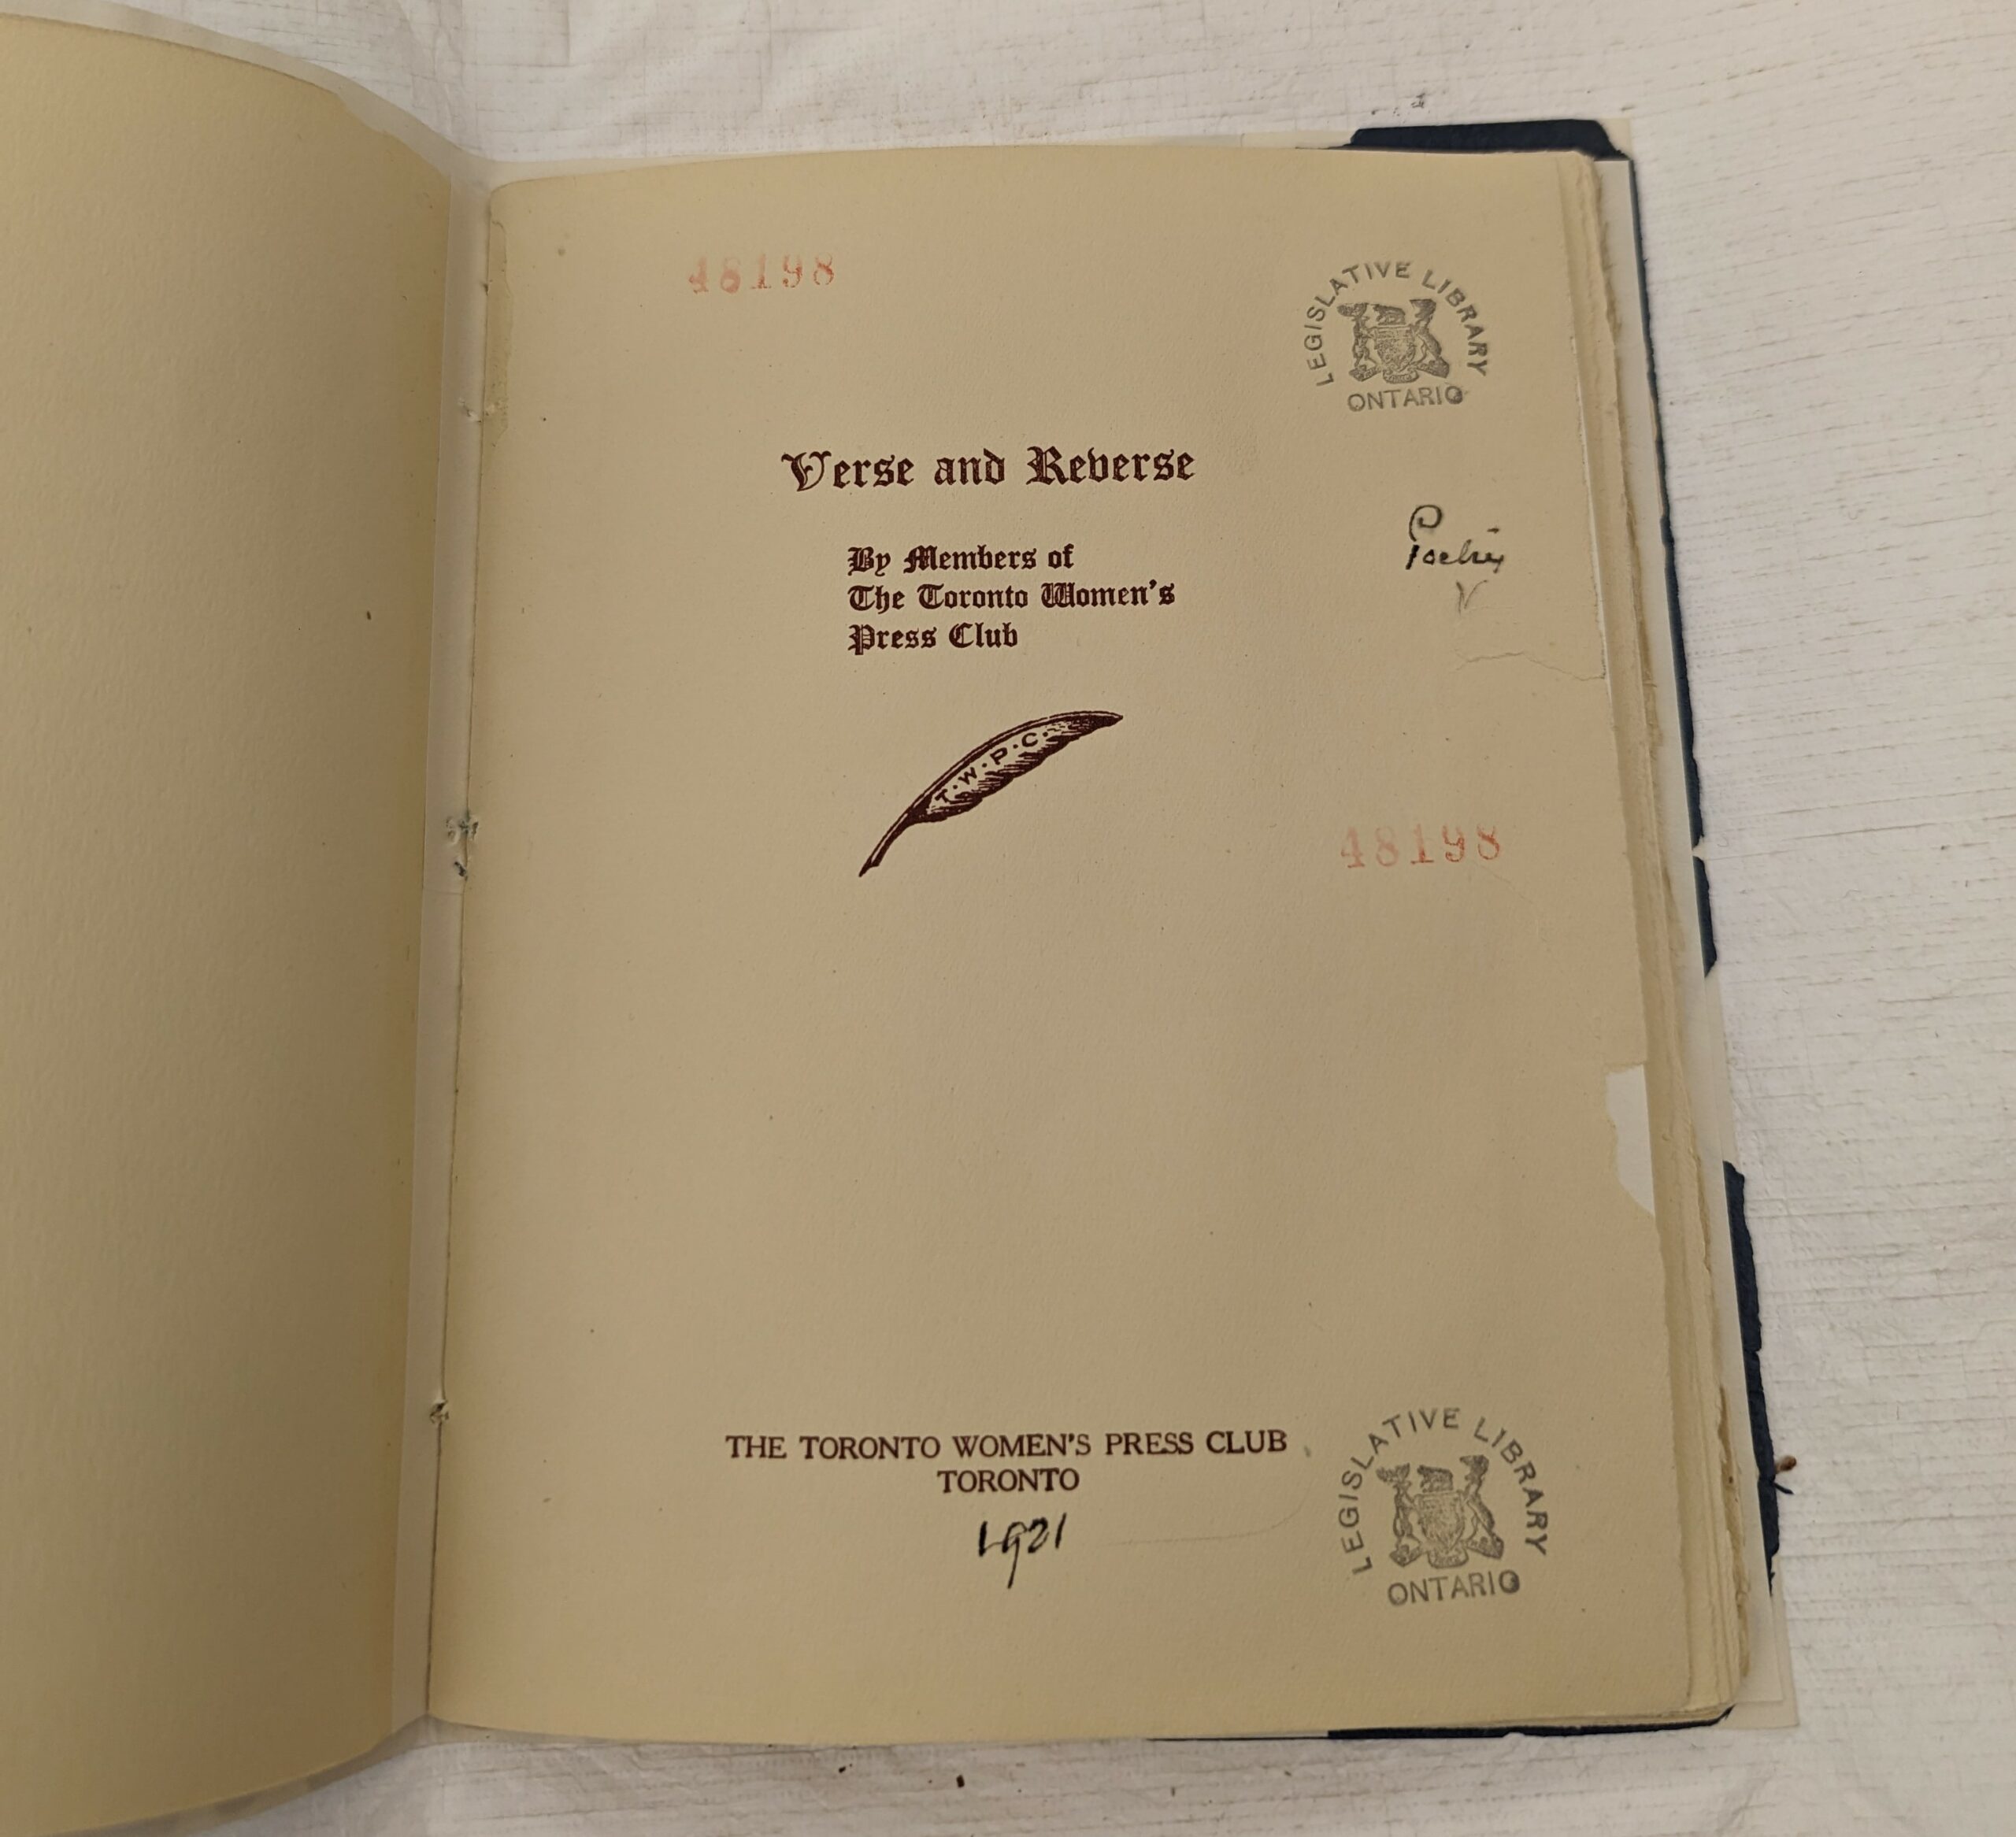 48198
LEGISLATIVE LIBRARY
ONTARIO
Verse and Reverse
By Members of
The Toronto Women's
Press Club
Poetry
T. W. P. C.
48198
THE TORONTO WOMEN'S PRESS CLUB
TORONTO
1921
LEGISLATIVE LIBRARY
ONTARIO